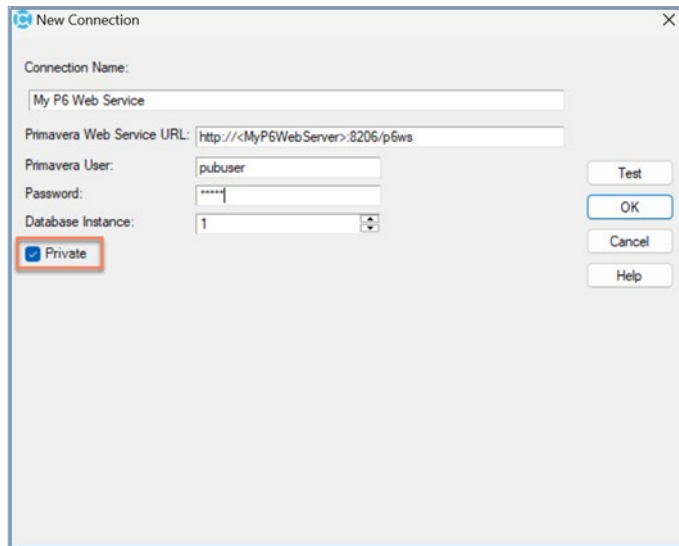 New Connection
Connection Name:
My P6 Web Service
Primavera Web Service URL: http://<MyP6WebServer>:8206/p6ws
Primavera User: pubuser
Test
Password: *****
OK
Database Instance: 1
Cancel
Private
Help